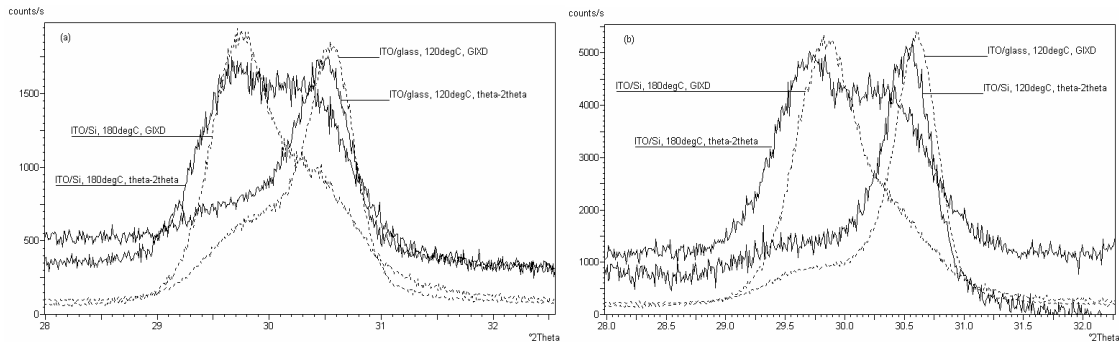 counts/s
(a)
ITO/glass, 120degC, GIXD
ITO/glass, 120degC, theta-2theta
ITO/Si, 180degC, GIXD
ITO/Si, 180degC, theta-2theta
1500
1000
500
0
28
29
30
31
32
°2Theta
counts/s
(b)
ITO/glass, 120degC, GIXD
ITO/Si, 180degC, GIXD
ITO/Si, 120degC, theta-2theta
ITO/Si, 180degC, theta-2theta
5000
4000
3000
2000
1000
0
28.0
28.5
29.0
29.5
30.0
30.5
31.0
31.5
32.0
°2Theta